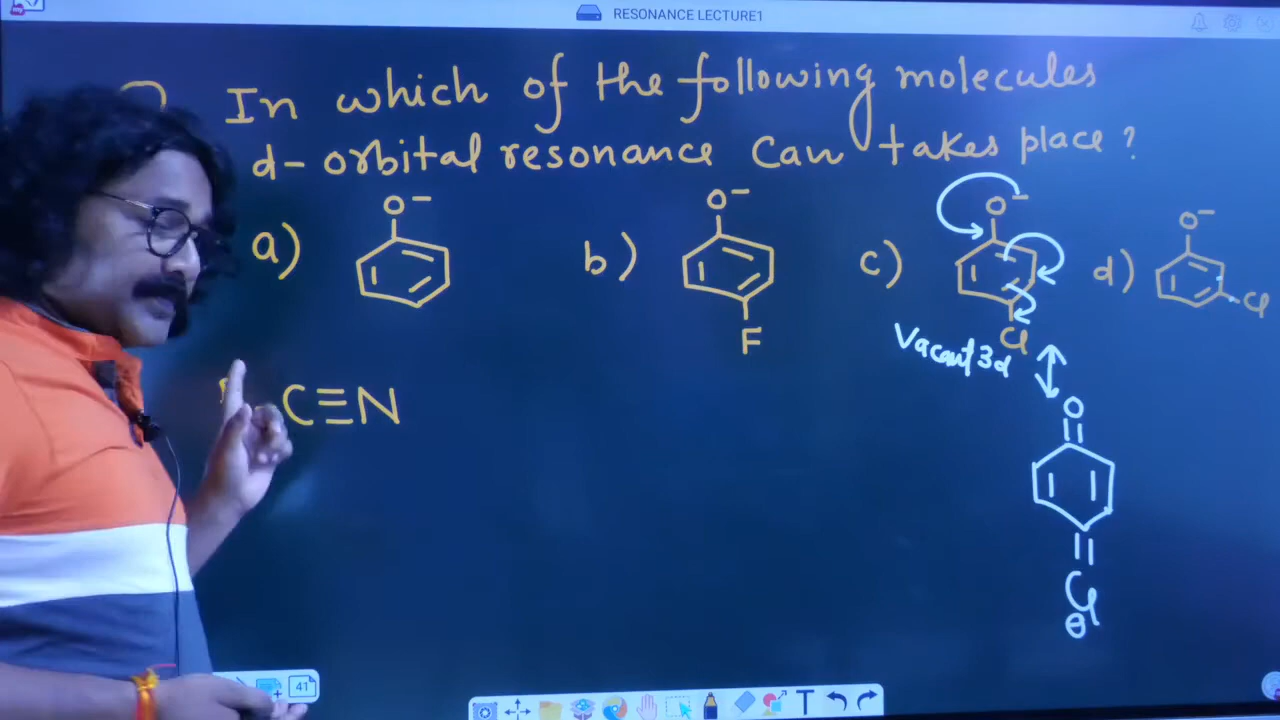 RESONANCE LECTURE1
In which of the following molecules
d-orbital resonance can takes place?
a)
O−
b)
O−
F
c)
O−
Cl
d)
O−
Cl
Vacant 3d
C≡N
O
Cl
⊖
41
T